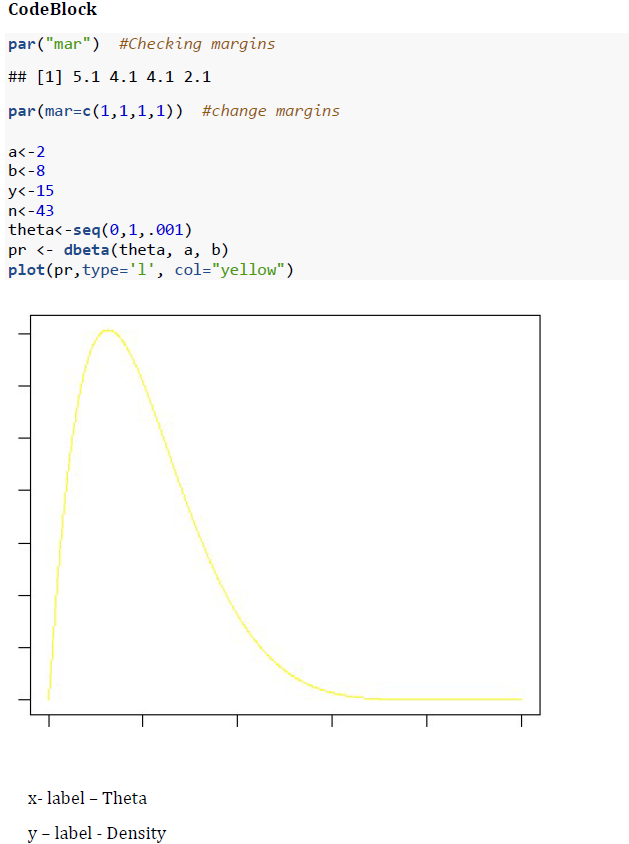 CodeBlock
par("mar")  #Checking margins
## [1] 5.1 4.1 4.1 2.1
par(mar=c(1,1,1,1))  #change margins
a<-2
b<-8
y<-15
n<-43
theta<-seq(0,1,.001)
pr <- dbeta(theta, a, b)
plot(pr,type='l', col="yellow")
x- label – Theta
y – label - Density